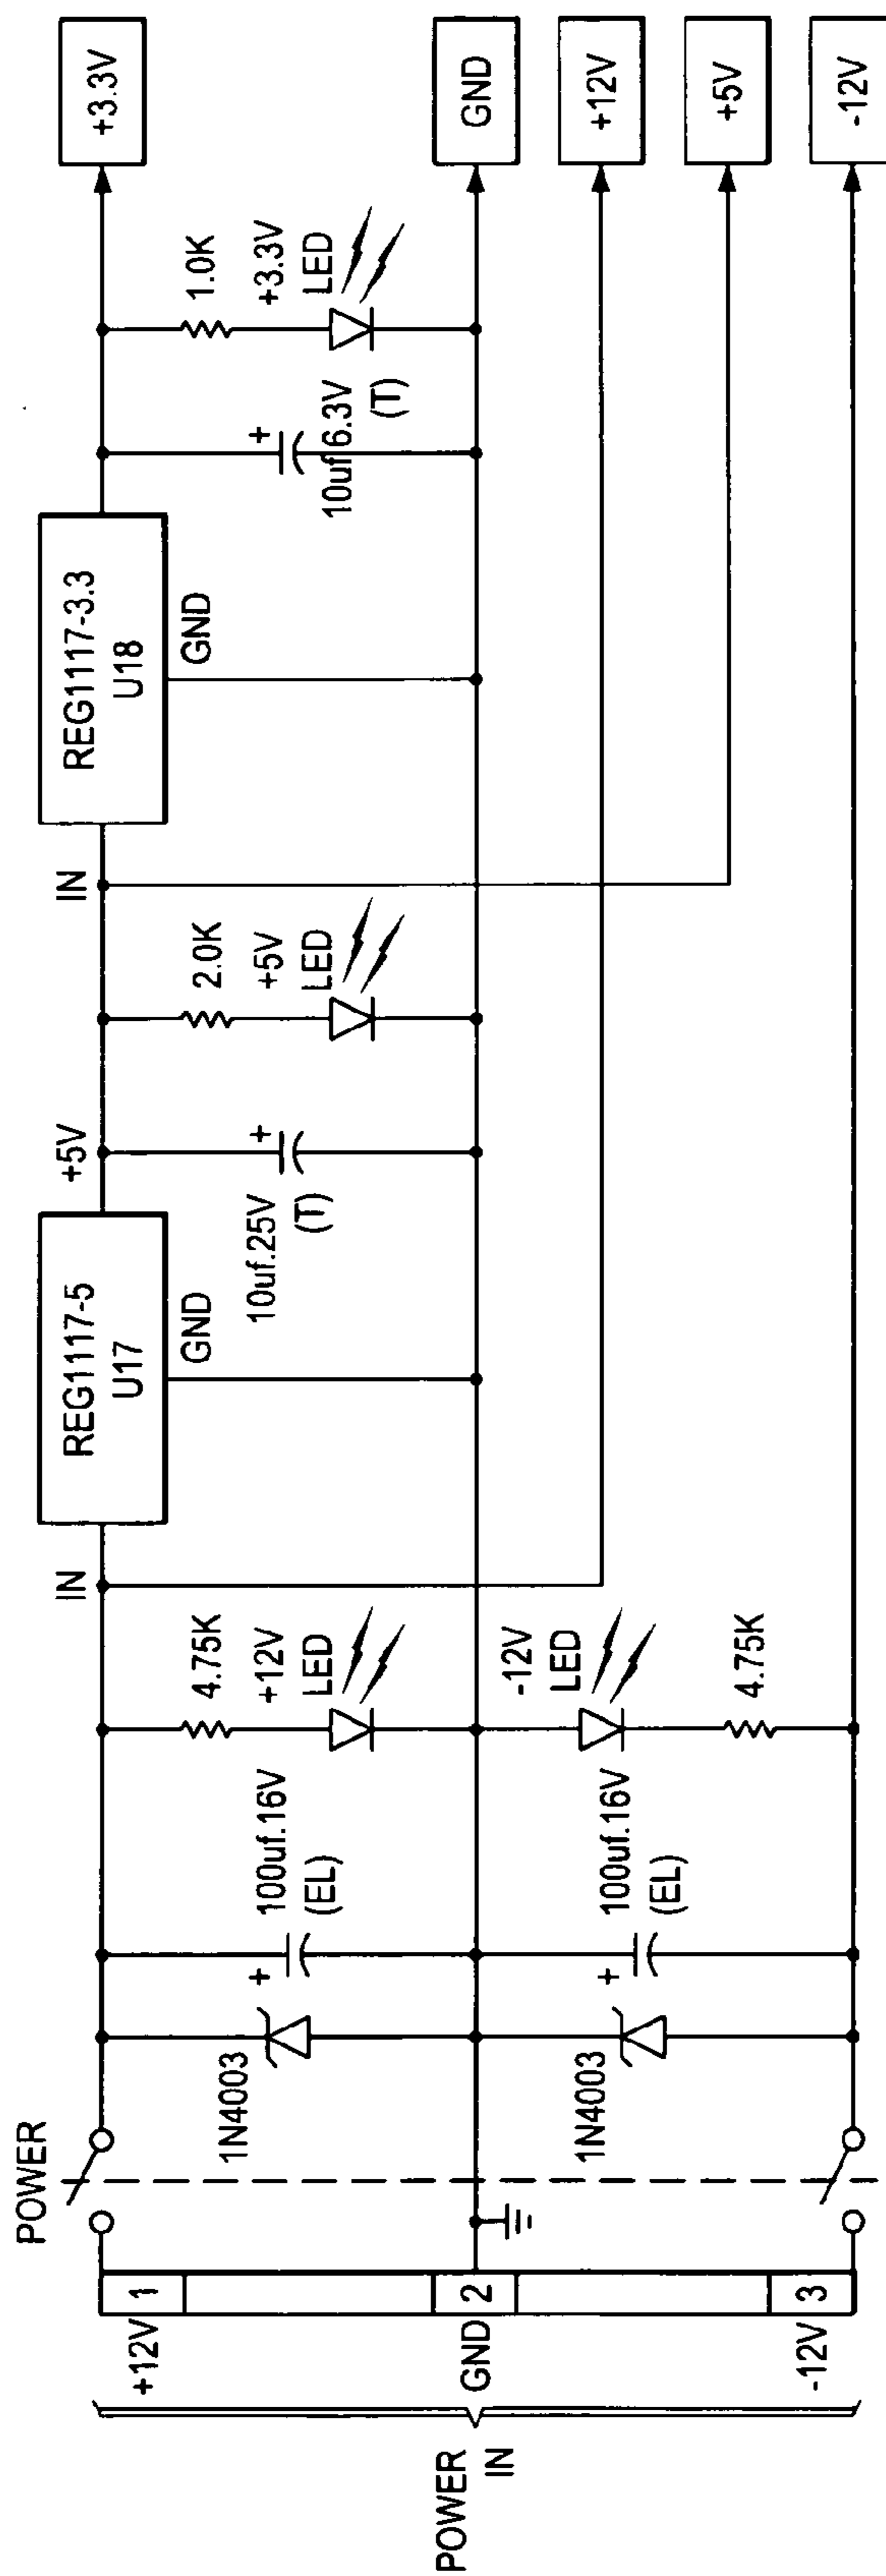 POWER
IN
+12V
1
GND
2
-12V
3
POWER
1N4003
1N4003
100uf.16V
(EL)
100uf.16V
(EL)
4.75K
+12V
LED
-12V
LED
4.75K
IN
REG1117-5
U17
GND
+5V
10uf.25V
(T)
2.0K
+5V
LED
IN
REG1117-3.3
U18
GND
10uf 6.3V
(T)
1.0K
+3.3V
LED
+3.3V
GND
+12V
+5V
-12V
+
+
+
+